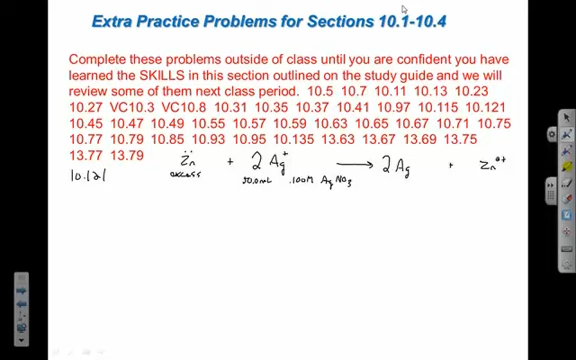 Extra Practice Problems for Sections 10.1-10.4
Complete these problems outside of class until you are confident you have
learned the SKILLS in this section outlined on the study guide and we will
review some of them next class period. 10.5 10.7 10.11 10.13 10.23
10.27 VC10.3 VC10.8 10.31 10.35 10.37 10.41 10.97 10.115 10.121
10.45 10.47 10.49 10.55 10.57 10.59 10.63 10.65 10.67 10.71 10.75
10.77 10.79 10.85 10.93 10.95 10.135 13.63 13.67 13.69 13.75
13.77 13.79
10.121 Zn + 2 Ag+ → 2 Ag + Zn2+
excess 50.0mL .100M AgNO3